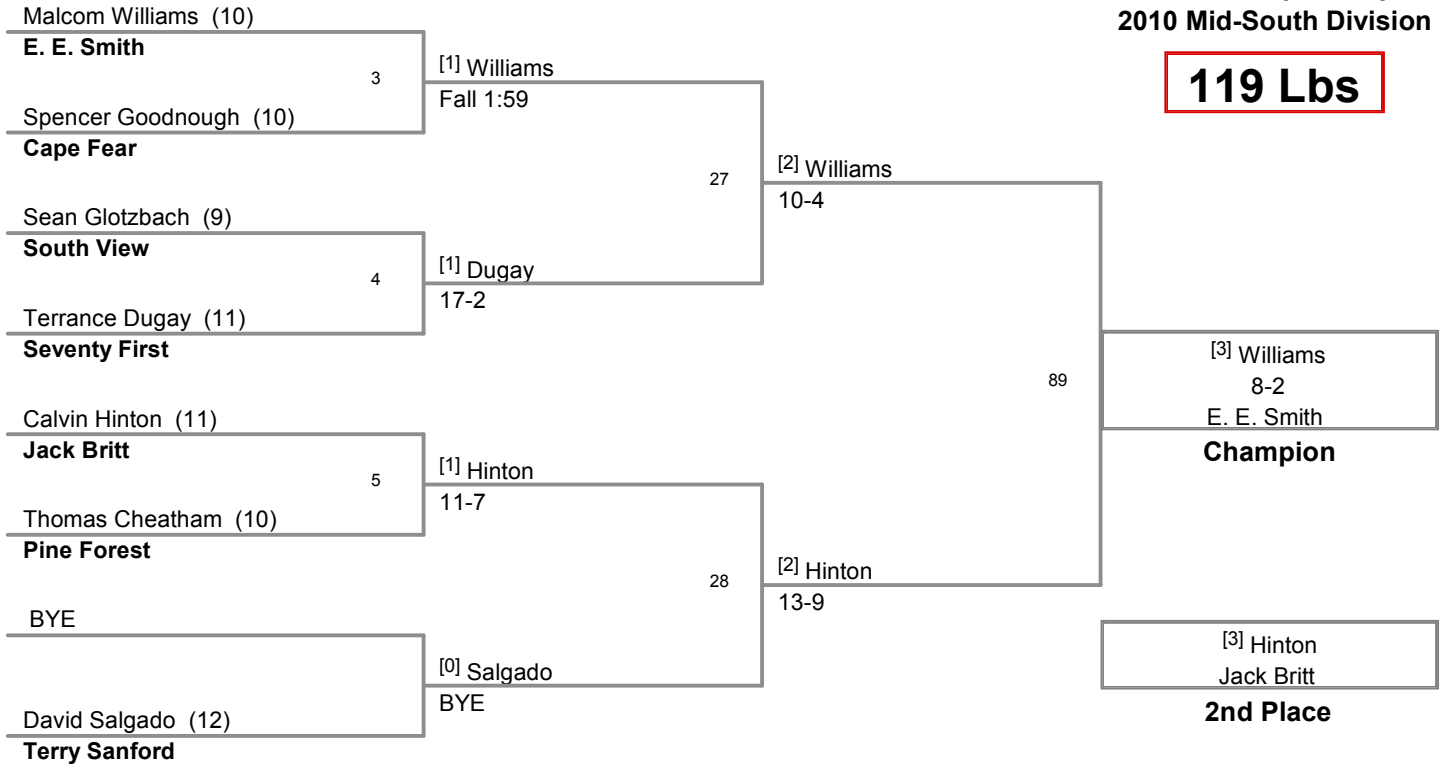 2010 Mid-South Division
119 Lbs
Malcom Williams (10)
E. E. Smith
3
Spencer Goodnough (10)
Cape Fear
[1] Williams
Fall 1:59
Sean Glotzbach (9)
South View
4
Terrance Dugay (11)
Seventy First
[1] Dugay
17-2
27
[2] Williams
10-4
Calvin Hinton (11)
Jack Britt
5
Thomas Cheatham (10)
Pine Forest
[1] Hinton
11-7
BYE
David Salgado (12)
Terry Sanford
[0] Salgado
BYE
28
[2] Hinton
13-9
89
[3] Williams
8-2
E. E. Smith
Champion
[3] Hinton
Jack Britt
2nd Place